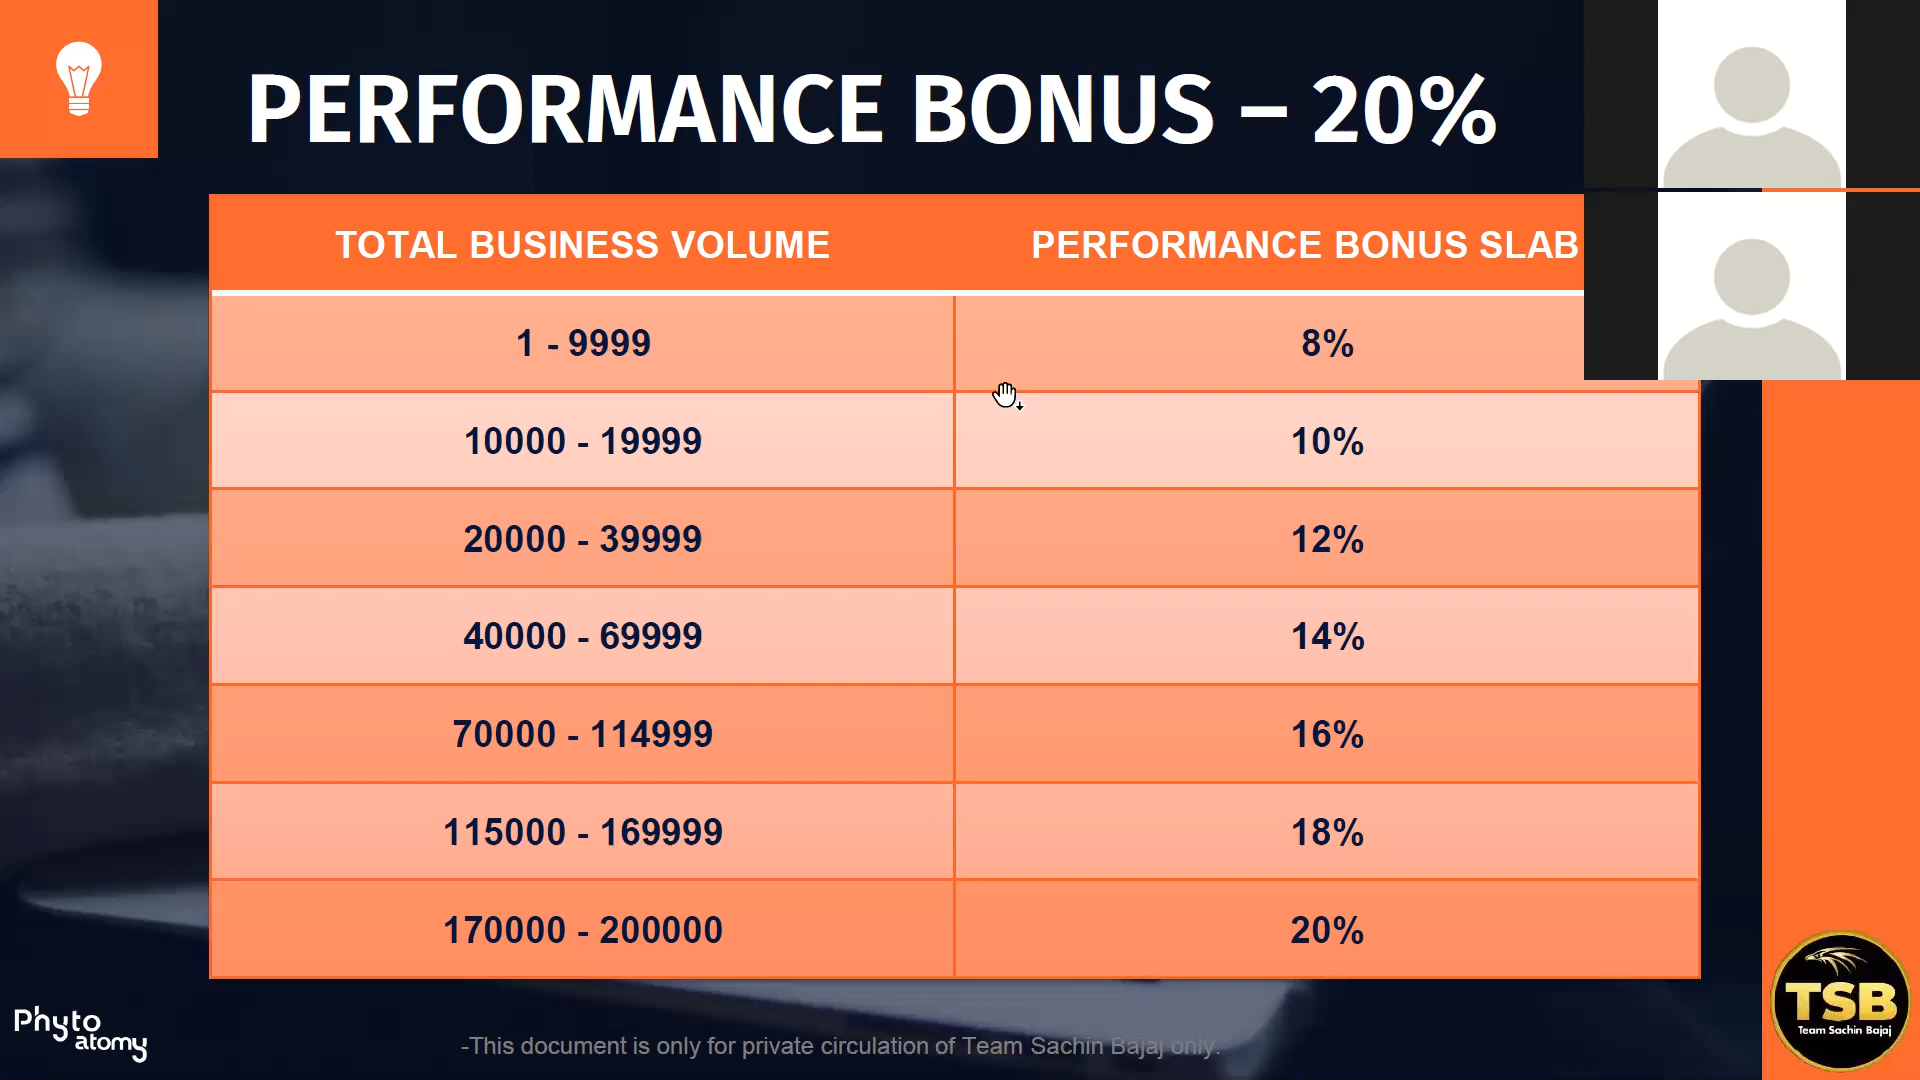 PERFORMANCE BONUS – 20%
TOTAL BUSINESS VOLUME PERFORMANCE BONUS SLAB
1 - 9999 8%
10000 - 19999 10%
20000 - 39999 12%
40000 - 69999 14%
70000 - 114999 16%
115000 - 169999 18%
170000 - 200000 20%
Phyto
atomy
-This document is only for private circulation of Team Sachin Bajaj only.
TSB
Team Sachin Bajaj